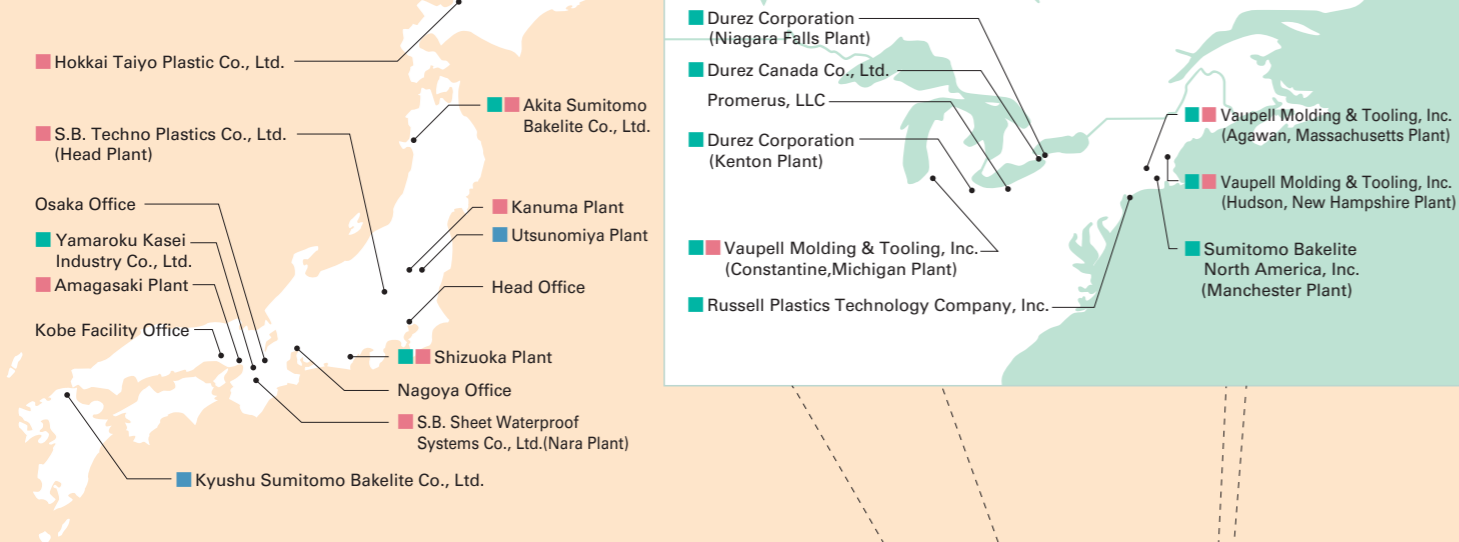 Hokkai Taiyo Plastic Co., Ltd.
Akita Sumitomo
Bakelite Co., Ltd.
S.B. Techno Plastics Co., Ltd.
(Head Plant)
Osaka Office
Kanuma Plant
Utsunomiya Plant
Yamaroku Kasei
Industry Co., Ltd.
Amagasaki Plant
Head Office
Kobe Facility Office
Shizuoka Plant
Nagoya Office
S.B. Sheet Waterproof
Systems Co., Ltd.(Nara Plant)
Kyushu Sumitomo Bakelite Co., Ltd.
Durez Corporation
(Niagara Falls Plant)
Durez Canada Co., Ltd.
Promerus, LLC
Durez Corporation
(Kenton Plant)
Vaupell Molding & Tooling, Inc.
(Constantine,Michigan Plant)
Russell Plastics Technology Company, Inc.
Vaupell Molding & Tooling, Inc.
(Agawan, Massachusetts Plant)
Vaupell Molding & Tooling, Inc.
(Hudson, New Hampshire Plant)
Sumitomo Bakelite
North America, Inc.
(Manchester Plant)